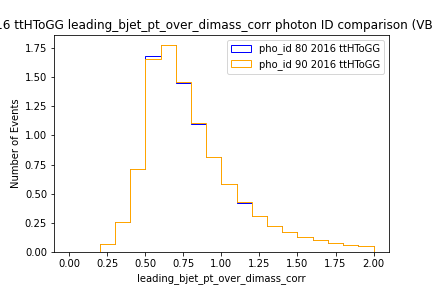 16 ttHToGG leading_bjet_pt_over_dimass_corr photon ID comparison (VB
pho_id 80 2016 ttHToGG
pho_id 90 2016 ttHToGG
Number of Events
1.75
1.50
1.25
1.00
0.75
0.50
0.25
0.00
0.00 0.25 0.50 0.75 1.00 1.25 1.50 1.75 2.00
leading_bjet_pt_over_dimass_corr